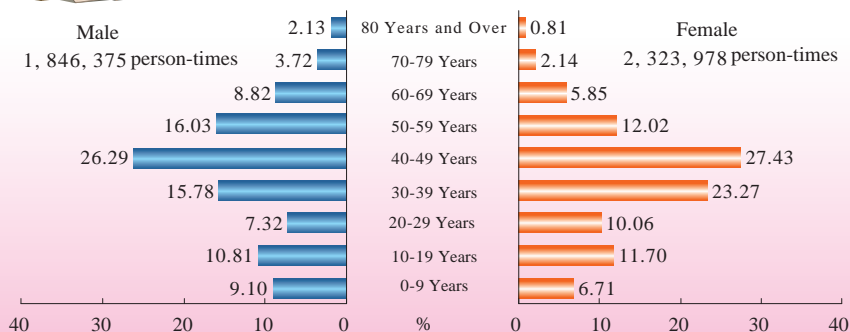 Male
1, 846, 375 person-times
Female
2, 323, 978 person-times
2.13 80 Years and Over 0.81
3.72 70-79 Years 2.14
8.82 60-69 Years 5.85
16.03 50-59 Years 12.02
26.29 40-49 Years 27.43
15.78 30-39 Years 23.27
7.32 20-29 Years 10.06
10.81 10-19 Years 11.70
9.10 0-9 Years 6.71
40 30 20 10 0 % 0 10 20 30 40